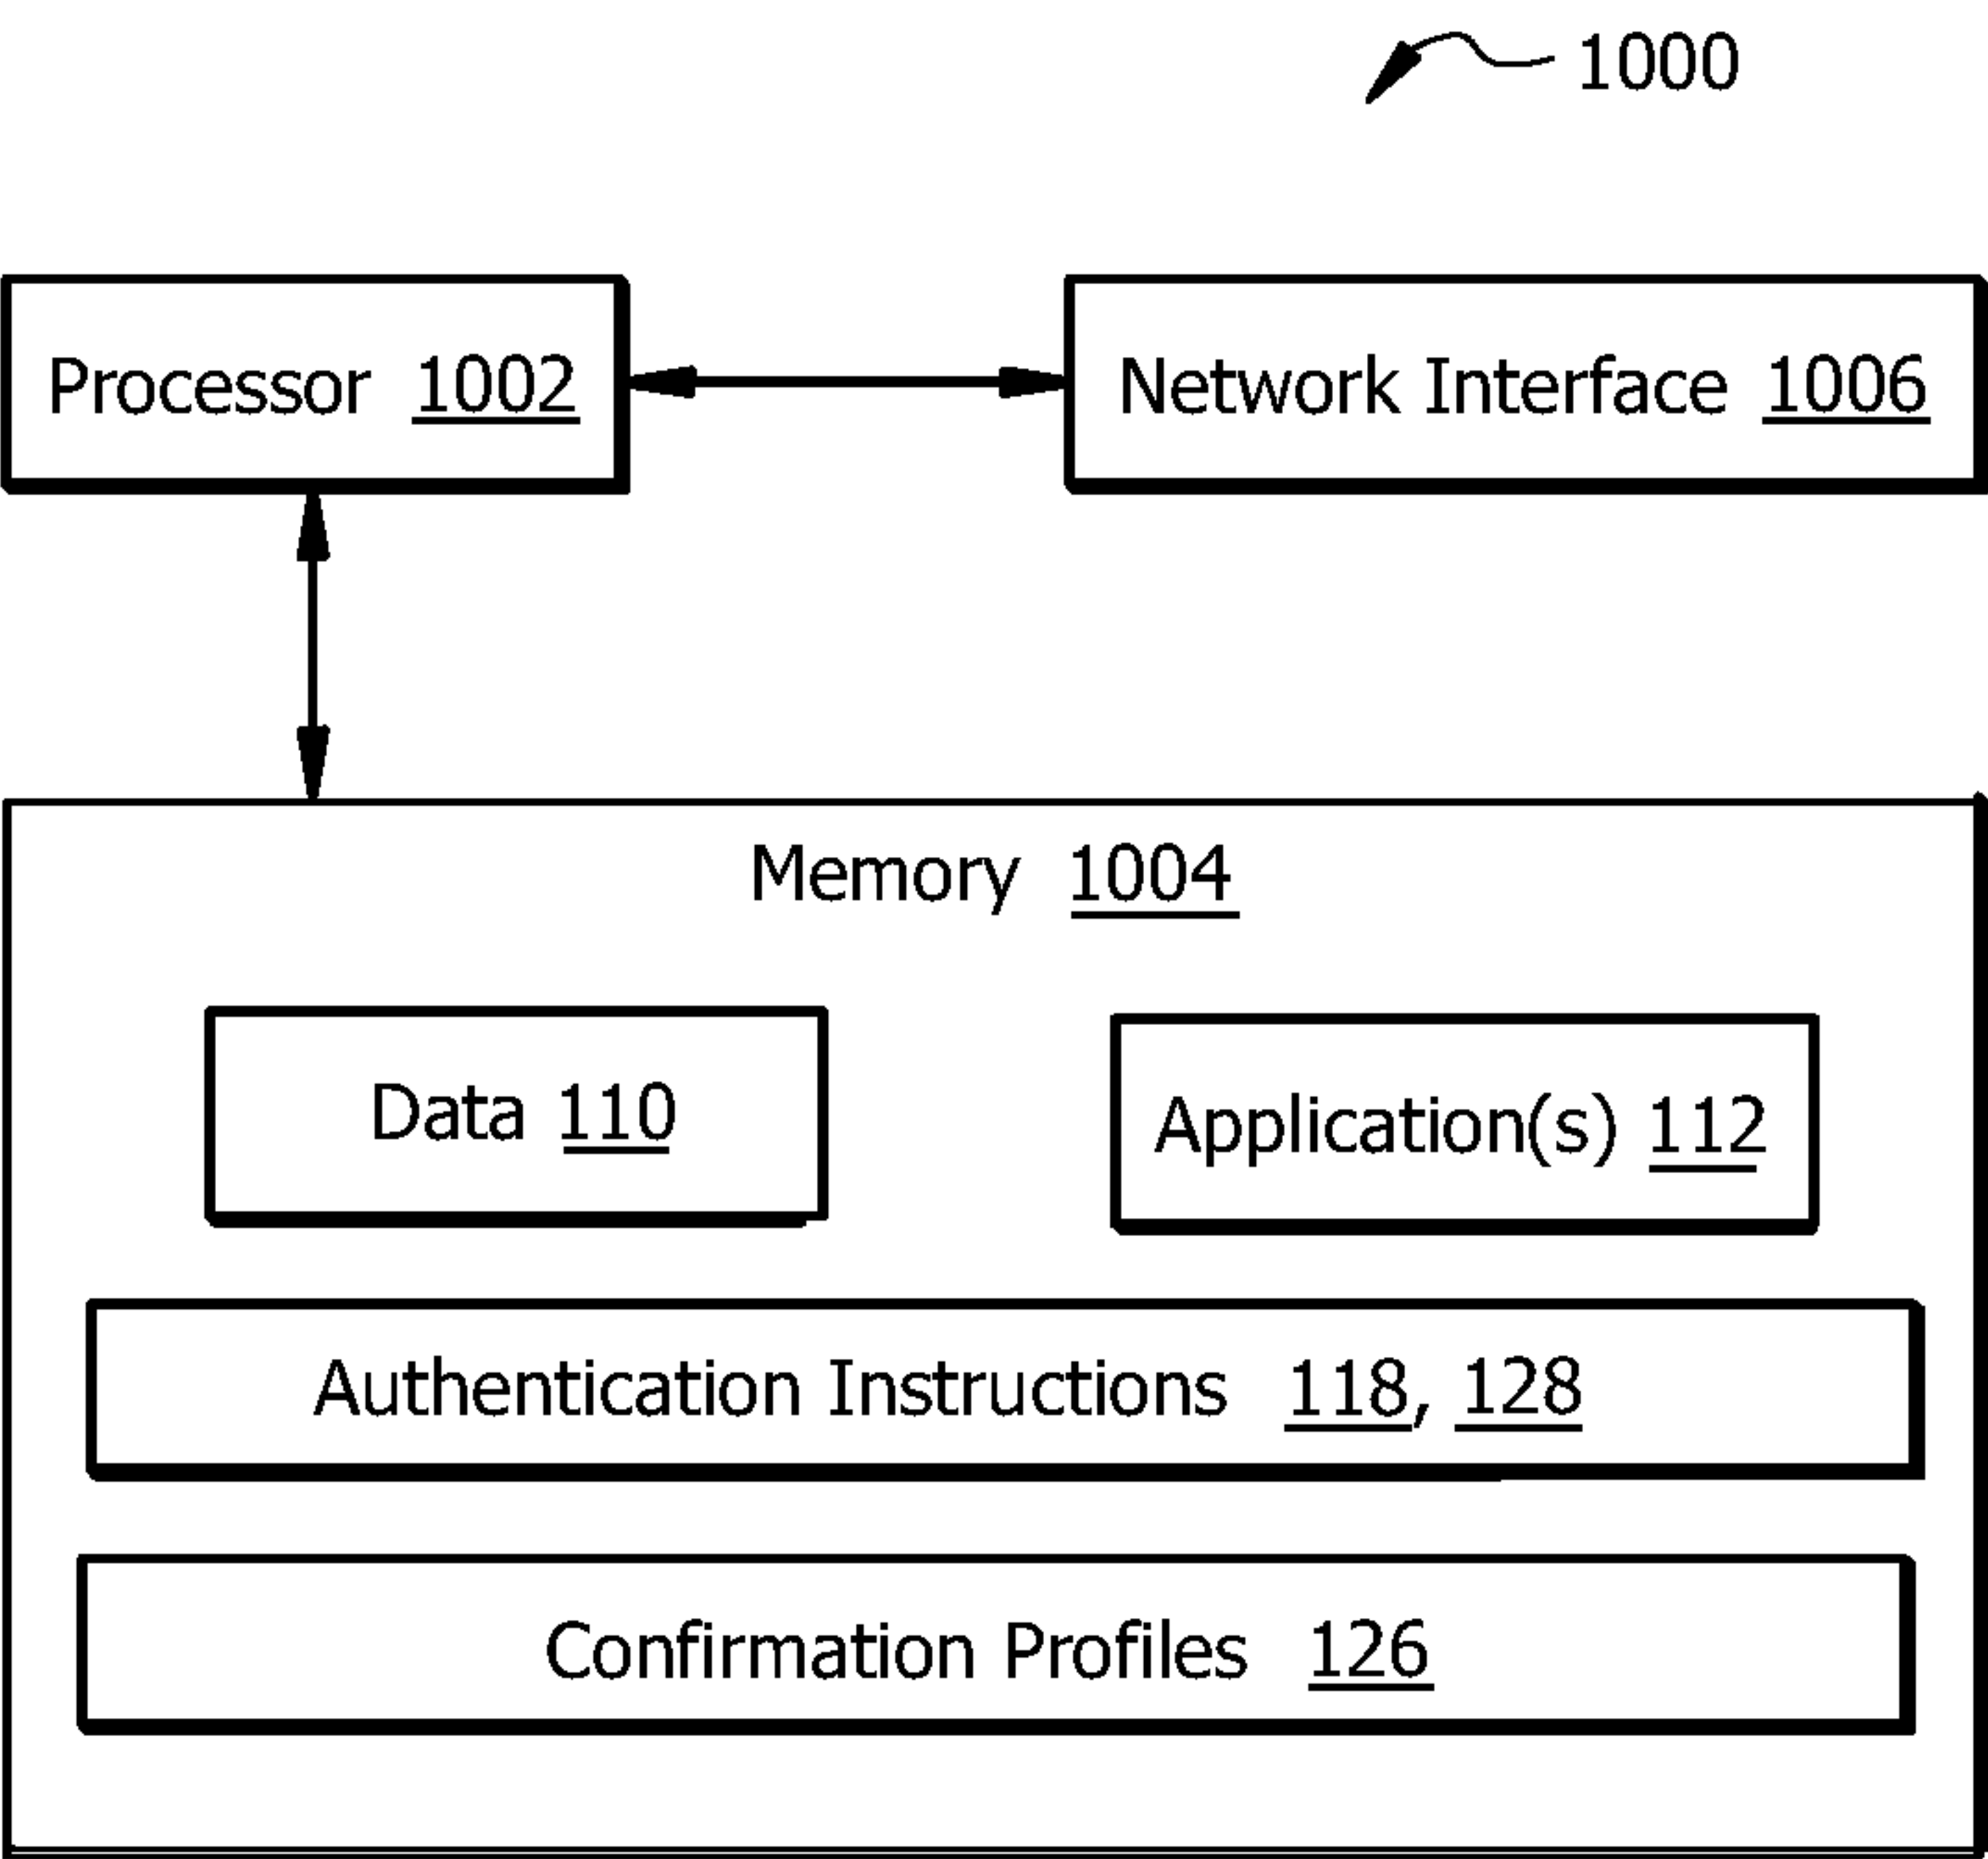 1000
Processor 1002
Network Interface 1006
Memory 1004
Data 110
Application(s) 112
Authentication Instructions 118, 128
Confirmation Profiles 126